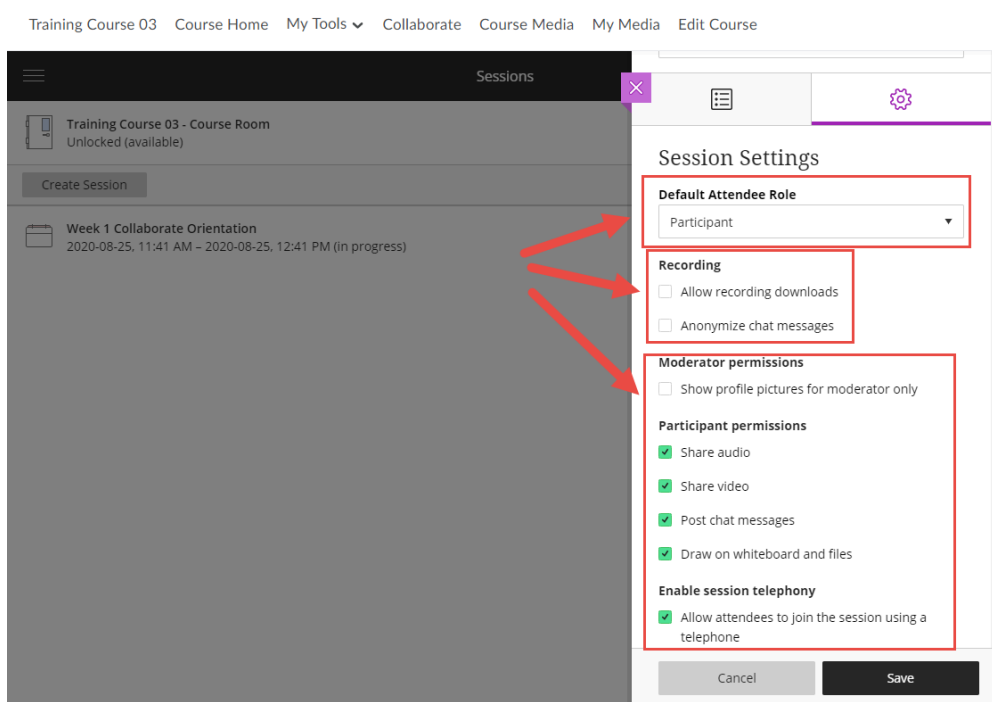 Training Course 03 Course Home My Tools Collaborate Course Media My Media Edit Course
Sessions
Training Course 03 - Course Room
Unlocked (available)
Create Session
Week 1 Collaborate Orientation
2020-08-25, 11:41 AM – 2020-08-25, 12:41 PM (in progress)
Session Settings
Default Attendee Role
Participant
Recording
Allow recording downloads
Anonymize chat messages
Moderator permissions
Show profile pictures for moderator only
Participant permissions
Share audio
Share video
Post chat messages
Draw on whiteboard and files
Enable session telephony
Allow attendees to join the session using a
telephone
Cancel Save